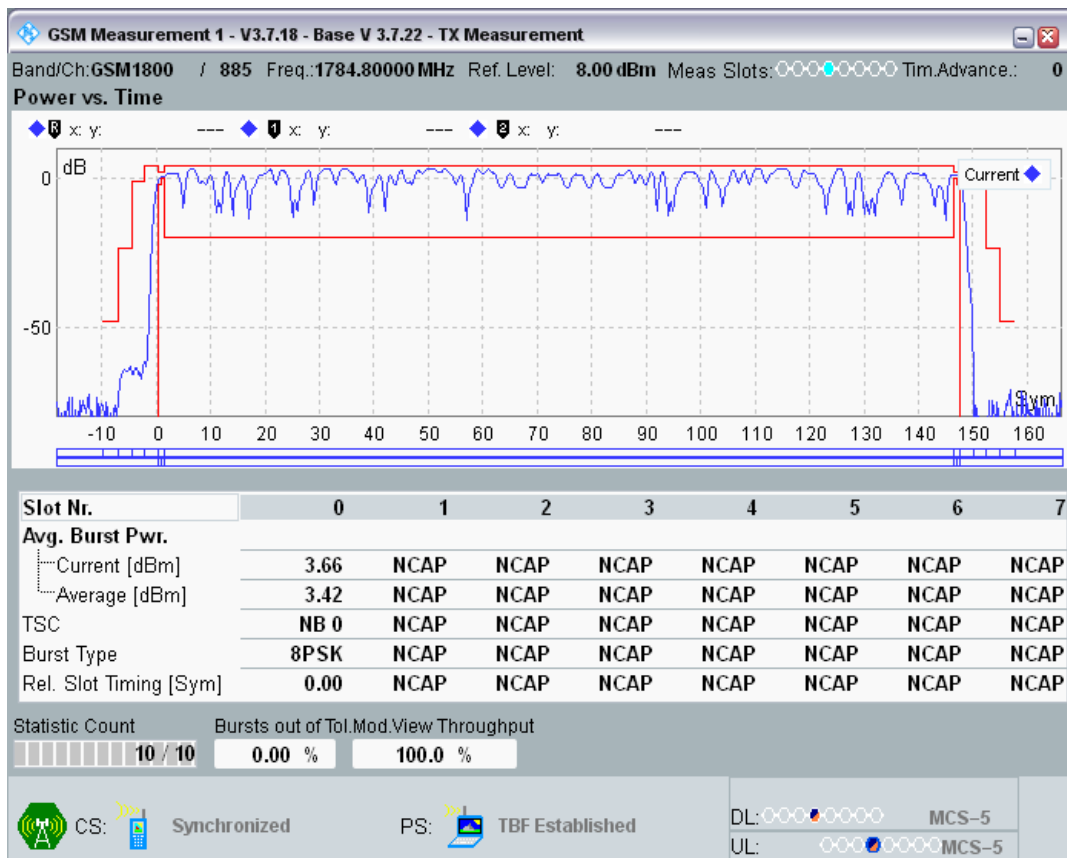 GSM Measurement 1 - V3.7.18 - Base V 3.7.22 - TX Measurement
Band/Ch:GSM1800 / 885 Freq.:1784.80000 MHz Ref. Level: 8.00 dBm Meas Slots: Tim.Advance.: 0
Power vs. Time
R x: y: --- 1 x: y: --- 2 x: y: ---
dB
Current
0
-50
Sym
-10 0 10 20 30 40 50 60 70 80 90 100 110 120 130 140 150 160
Slot Nr. 0 1 2 3 4 5 6 7
Avg. Burst Pwr.
Current [dBm] 3.66 NCAP NCAP NCAP NCAP NCAP NCAP NCAP
Average [dBm] 3.42 NCAP NCAP NCAP NCAP NCAP NCAP NCAP
TSC NB 0 NCAP NCAP NCAP NCAP NCAP NCAP NCAP
Burst Type 8PSK NCAP NCAP NCAP NCAP NCAP NCAP NCAP
Rel. Slot Timing [Sym] 0.00 NCAP NCAP NCAP NCAP NCAP NCAP NCAP
Statistic Count Bursts out of Tol.Mod.View Throughput
10 / 10 0.00 % 100.0 %
CS: Synchronized PS: TBF Established
DL: MCS-5
UL: MCS-5